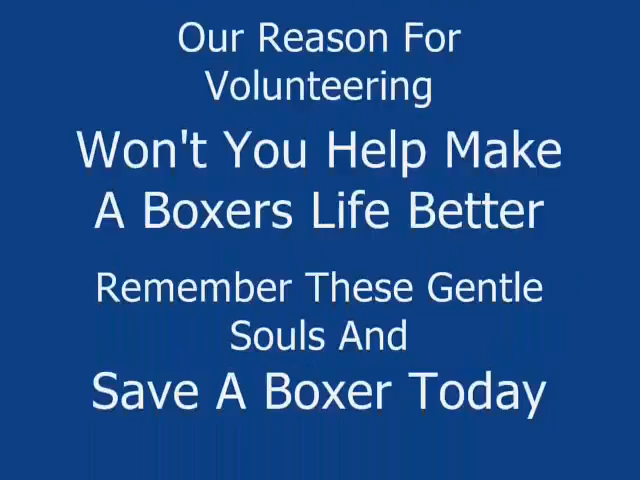 Our Reason For
Volunteering
Won't You Help Make
A Boxers Life Better
Remember These Gentle
Souls And
Save A Boxer Today